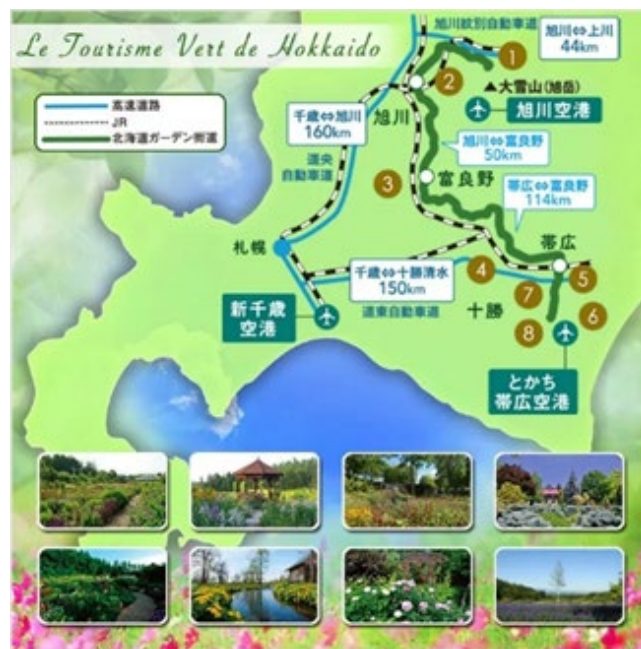 Le Tourisme Vert de Hokkaido
旭川紋別自動車道
旭川⇔上川
44km
1
2
▲大雪山(旭岳)
旭川空港
高速道路
JR
北海道ガーデン街道
旭川
千歳⇔旭川
160km
道央
自動車道
旭川⇔富良野
50km
3
富良野
帯広⇔富良野
114km
札幌
帯広
千歳⇔十勝清水
150km
道東自動車道
4
5
7
6
十勝
8
新千歳
空港
とかち
帯広空港